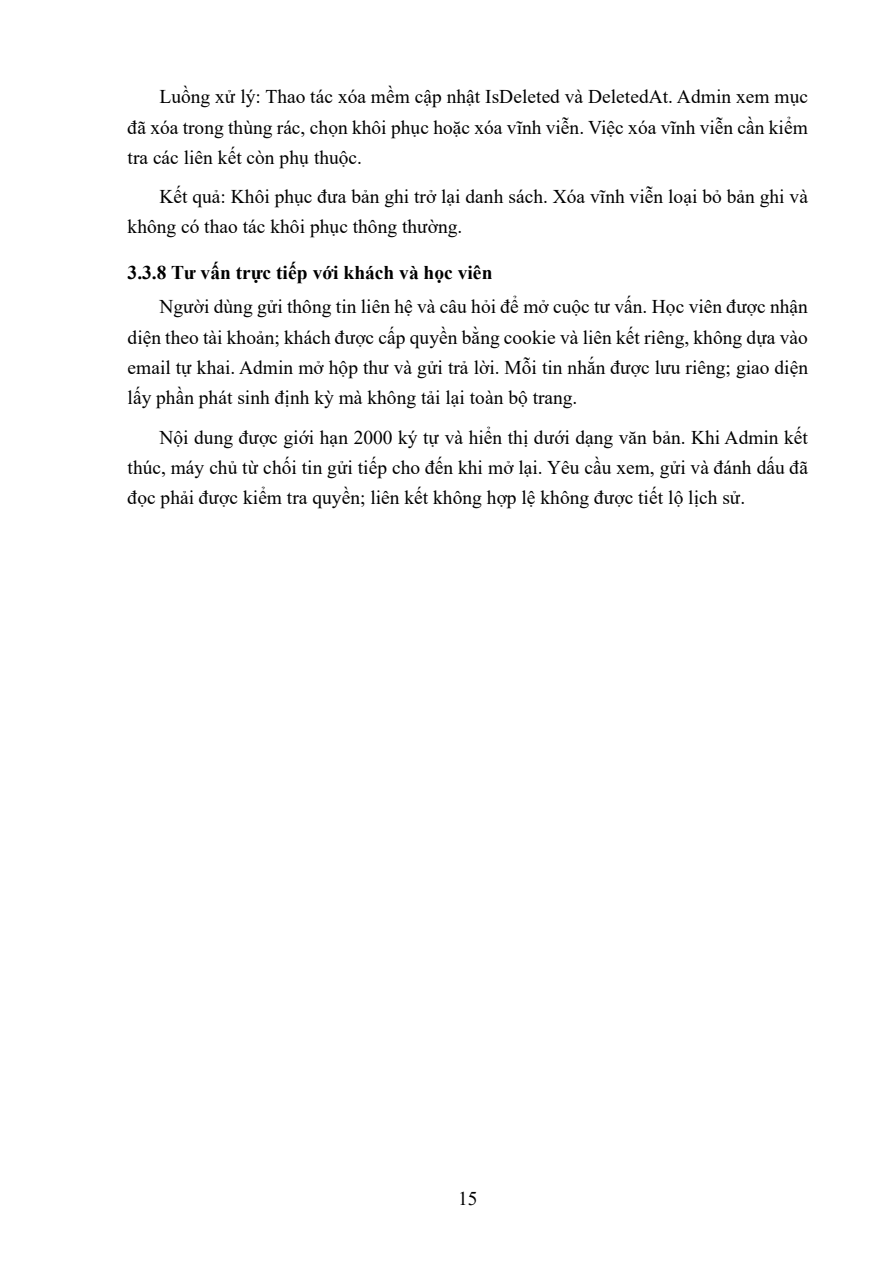 Luồng xử lý: Thao tác xóa mềm cập nhật IsDeleted và DeletedAt. Admin xem mục
đã xóa trong thùng rác, chọn khôi phục hoặc xóa vĩnh viễn. Việc xóa vĩnh viễn cần kiểm
tra các liên kết còn phụ thuộc.
Kết quả: Khôi phục đưa bản ghi trở lại danh sách. Xóa vĩnh viễn loại bỏ bản ghi và
không có thao tác khôi phục thông thường.
3.3.8 Tư vấn trực tiếp với khách và học viên
Người dùng gửi thông tin liên hệ và câu hỏi để mở cuộc tư vấn. Học viên được nhận
diện theo tài khoản; khách được cấp quyền bằng cookie và liên kết riêng, không dựa vào
email tự khai. Admin mở hộp thư và gửi trả lời. Mỗi tin nhắn được lưu riêng; giao diện
lấy phần phát sinh định kỳ mà không tải lại toàn bộ trang.
Nội dung được giới hạn 2000 ký tự và hiển thị dưới dạng văn bản. Khi Admin kết
thúc, máy chủ từ chối tin gửi tiếp cho đến khi mở lại. Yêu cầu xem, gửi và đánh dấu đã
đọc phải được kiểm tra quyền; liên kết không hợp lệ không được tiết lộ lịch sử.
15